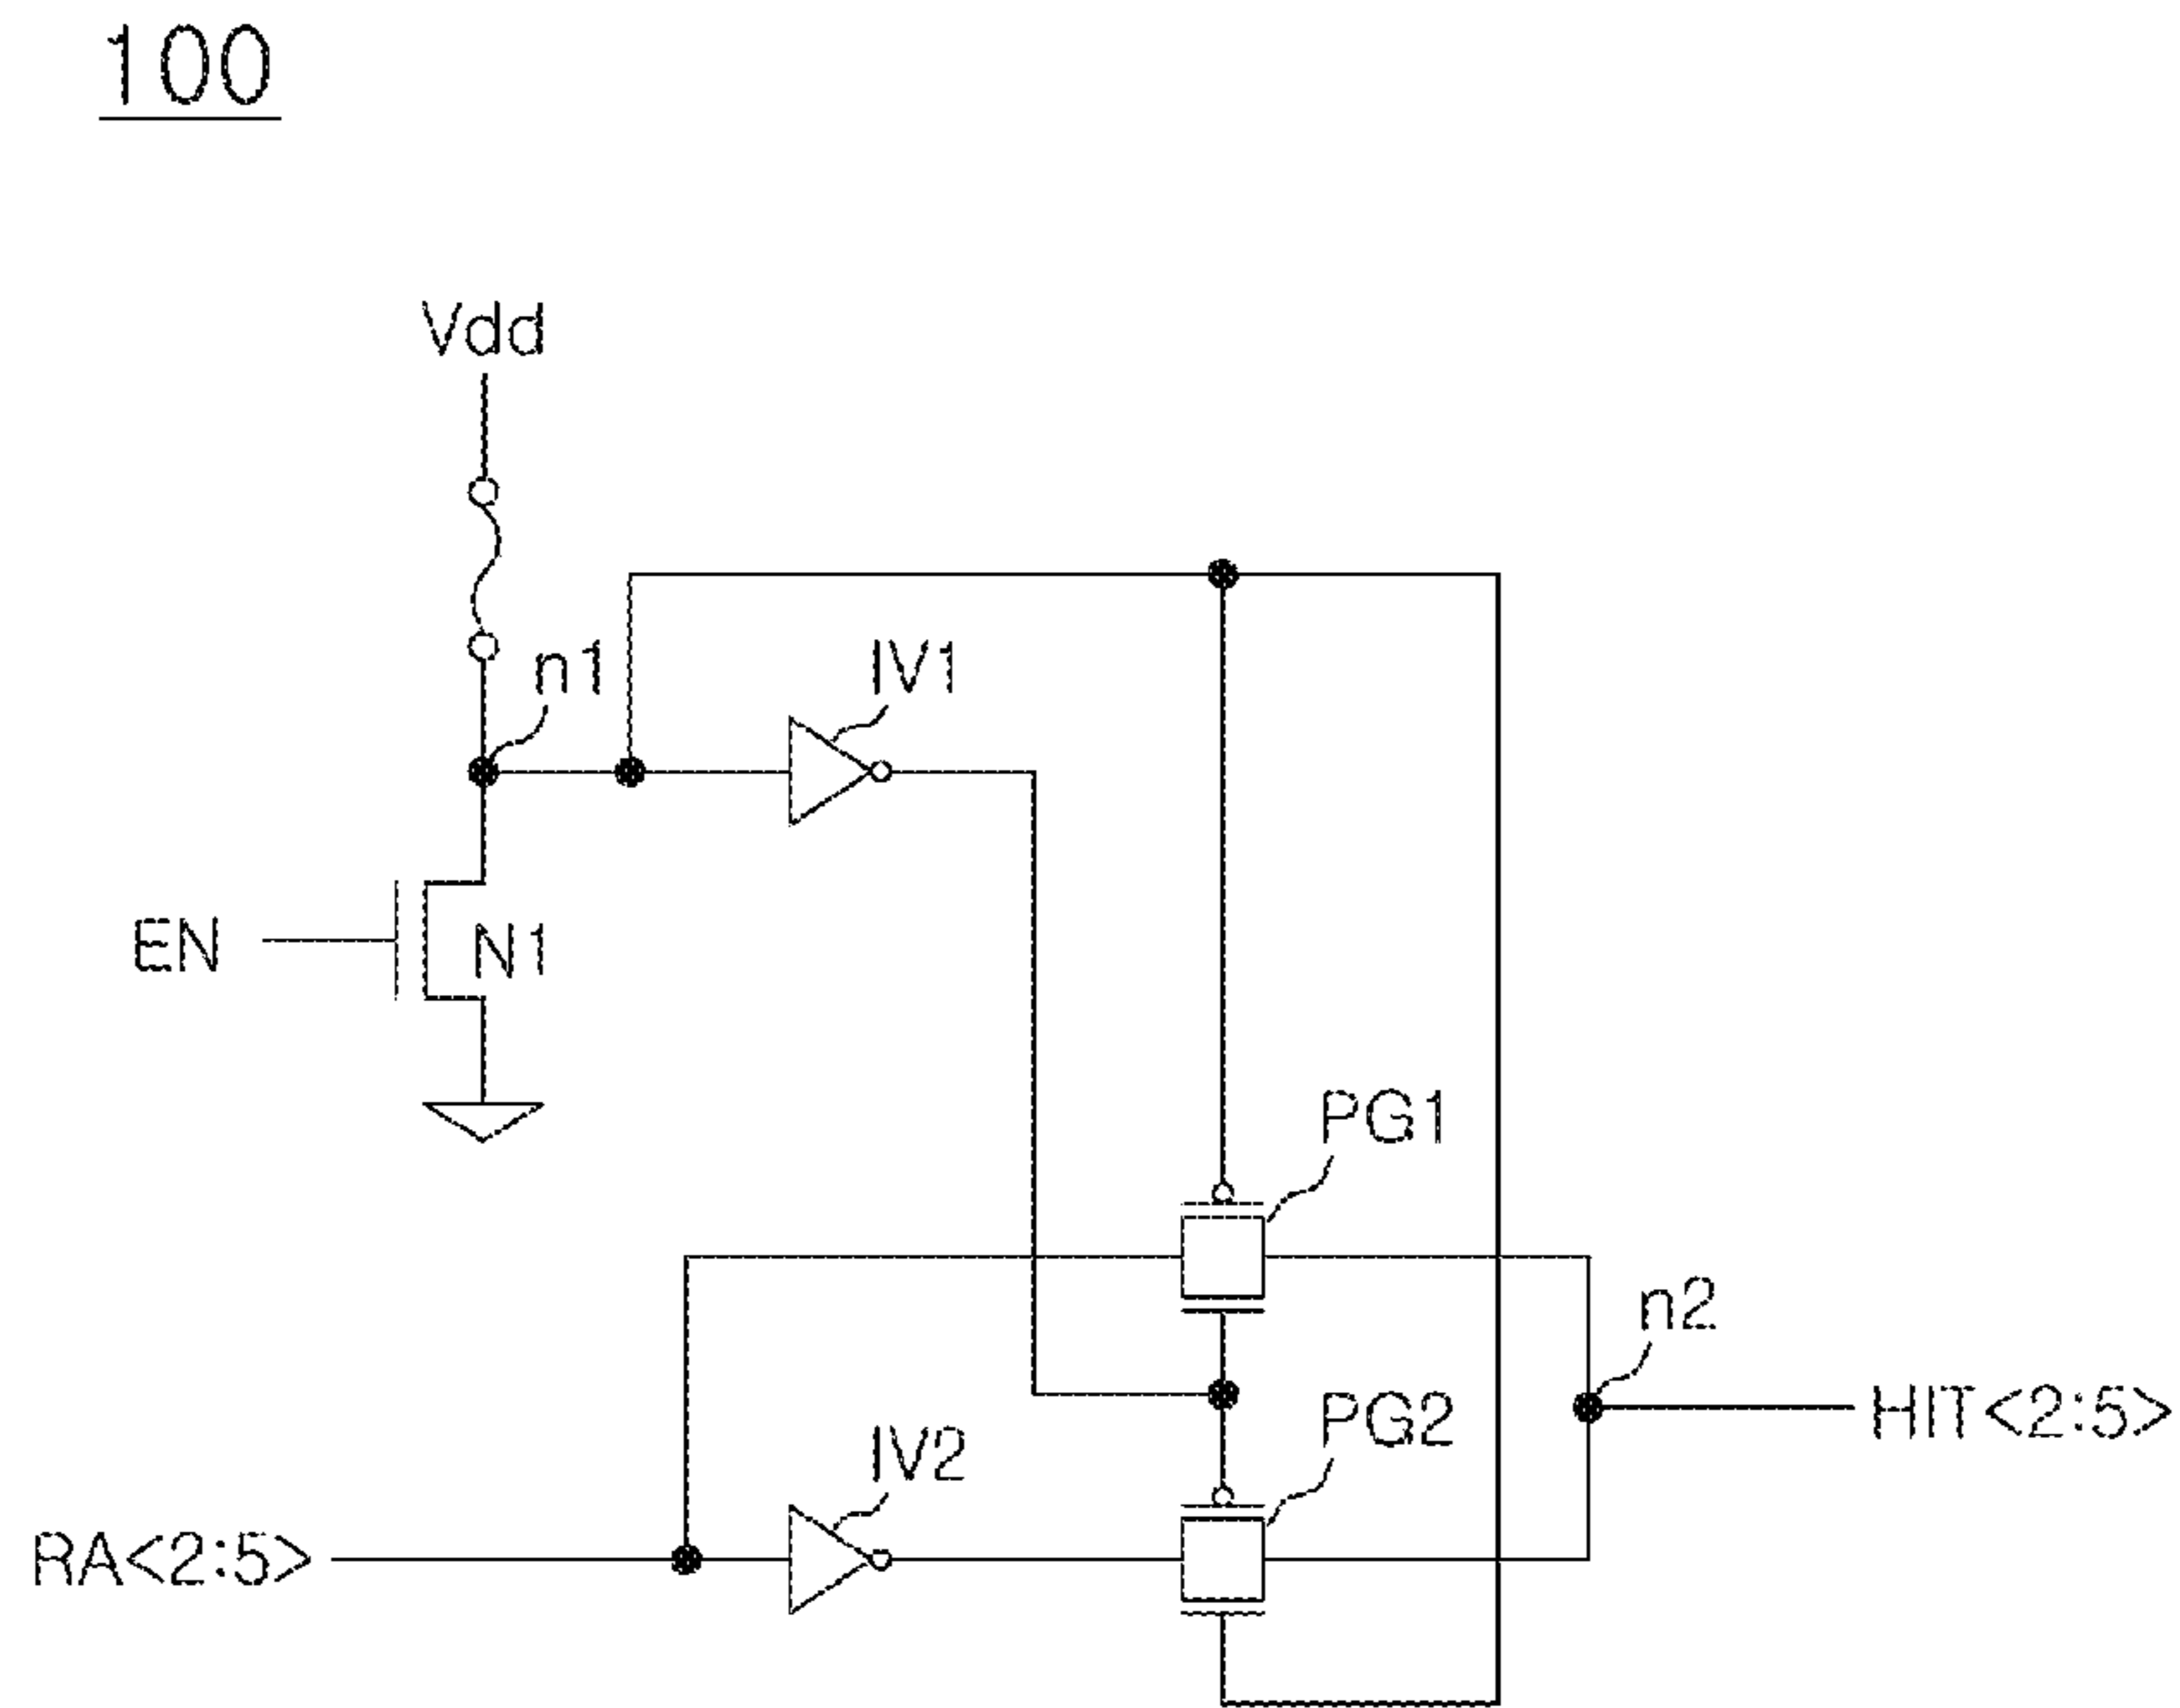 100
Vdd
n1
IV1
EN
N1
PG1
n2
PG2
HIT<2:5>
IV2
RA<2:5>